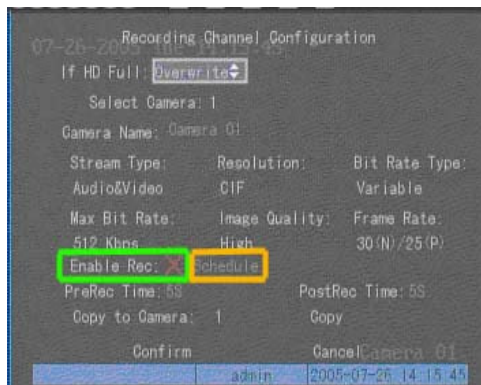 Recording Channel Configuration
07-26-2005
If HD Full: Overwrite
Select Camera: 1
Camera Name: Camera 01
Stream Type: Resolution: Bit Rate Type:
Audio&Video CIF Variable
Max Bit Rate: Image Quality: Frame Rate:
512 Kbps High 30(N)/25(P)
Enable Rec: X Schedule
PreRec Time: 5S PostRec Time: 5S
Copy to Camera: 1 Copy
Confirm Cancel
Camera 01
admin 2005-07-26 14 15 45